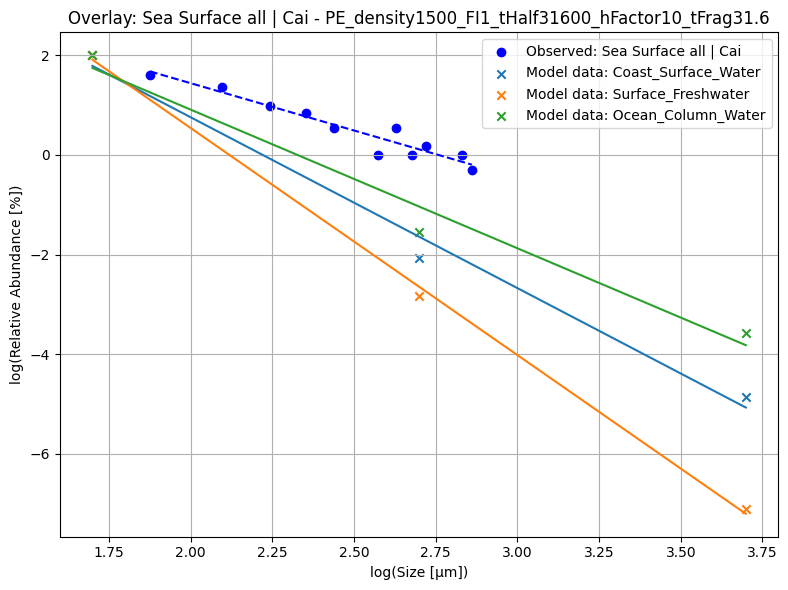 Overlay: Sea Surface all | Cai - PE_density1500_FI1_tHalf31600_hFactor10_tFrag31.6
Observed: Sea Surface all | Cai
Model data: Coast_Surface_Water
Model data: Surface_Freshwater
Model data: Ocean_Column_Water
log(Relative Abundance [%])
2
0
−2
−4
−6
1.75
2.00
2.25
2.50
2.75
3.00
3.25
3.50
3.75
log(Size [μm])